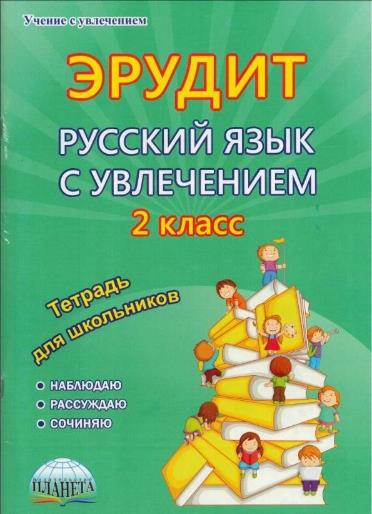 Учение с увлечением
ЭРУДИТ
РУССКИЙ ЯЗЫК
С УВЛЕЧЕНИЕМ
2 класс
Тетрадь
для школьников
• НАБЛЮДАЮ
• РАССУЖДАЮ
• СОЧИНЯЮ
ПЛАНЕТА